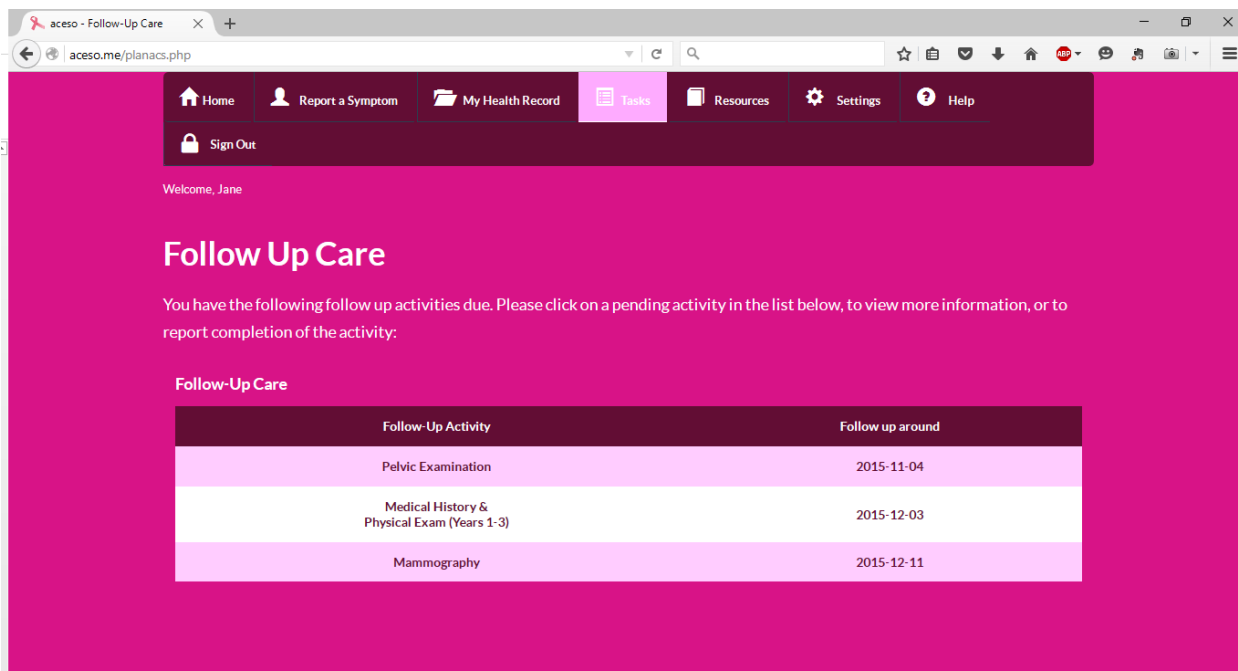 aceso - Follow-Up Care
aceso.me/planacs.php
ABP
Home Report a Symptom My Health Record Tasks Resources Settings Help
Sign Out
Welcome, Jane
Follow Up Care
You have the following follow up activities due. Please click on a pending activity in the list below, to view more information, or to
report completion of the activity:
Follow-Up Care
Follow-Up Activity Follow up around
Pelvic Examination 2015-11-04
Medical History &
Physical Exam (Years 1-3) 2015-12-03
Mammography 2015-12-11